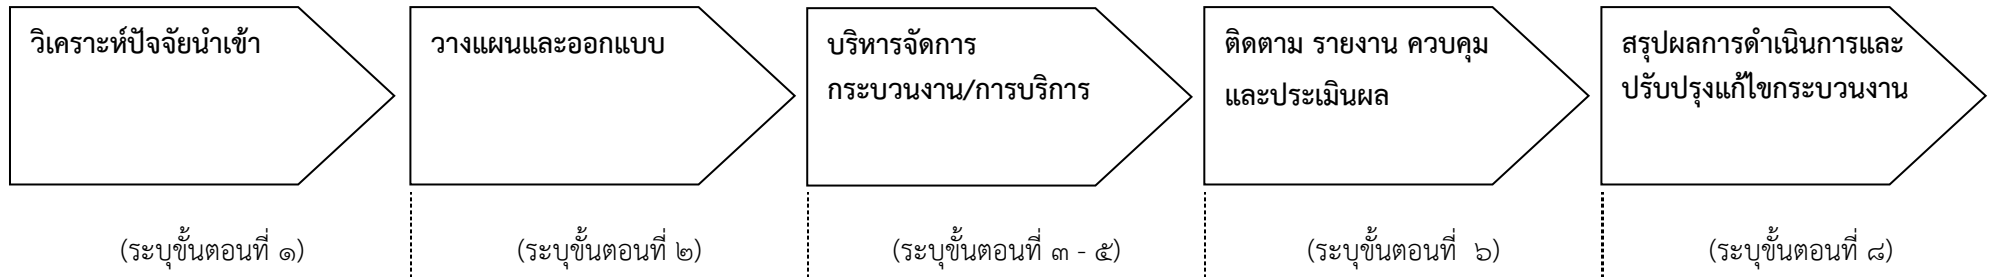 วิเคราะห์ปัจจัยนำเข้า
วางแผนและออกแบบ
บริหารจัดการ
กระบวนงาน/การบริการ
ติดตาม รายงาน ควบคุม
และประเมินผล
สรุปผลการดำเนินการและ
ปรับปรุงแก้ไขกระบวนงาน
(ระบุขั้นตอนที่ ๑)
(ระบุขั้นตอนที่ ๒)
(ระบุขั้นตอนที่ ๓ - ๕)
(ระบุขั้นตอนที่ ๖)
(ระบุขั้นตอนที่ ๘)